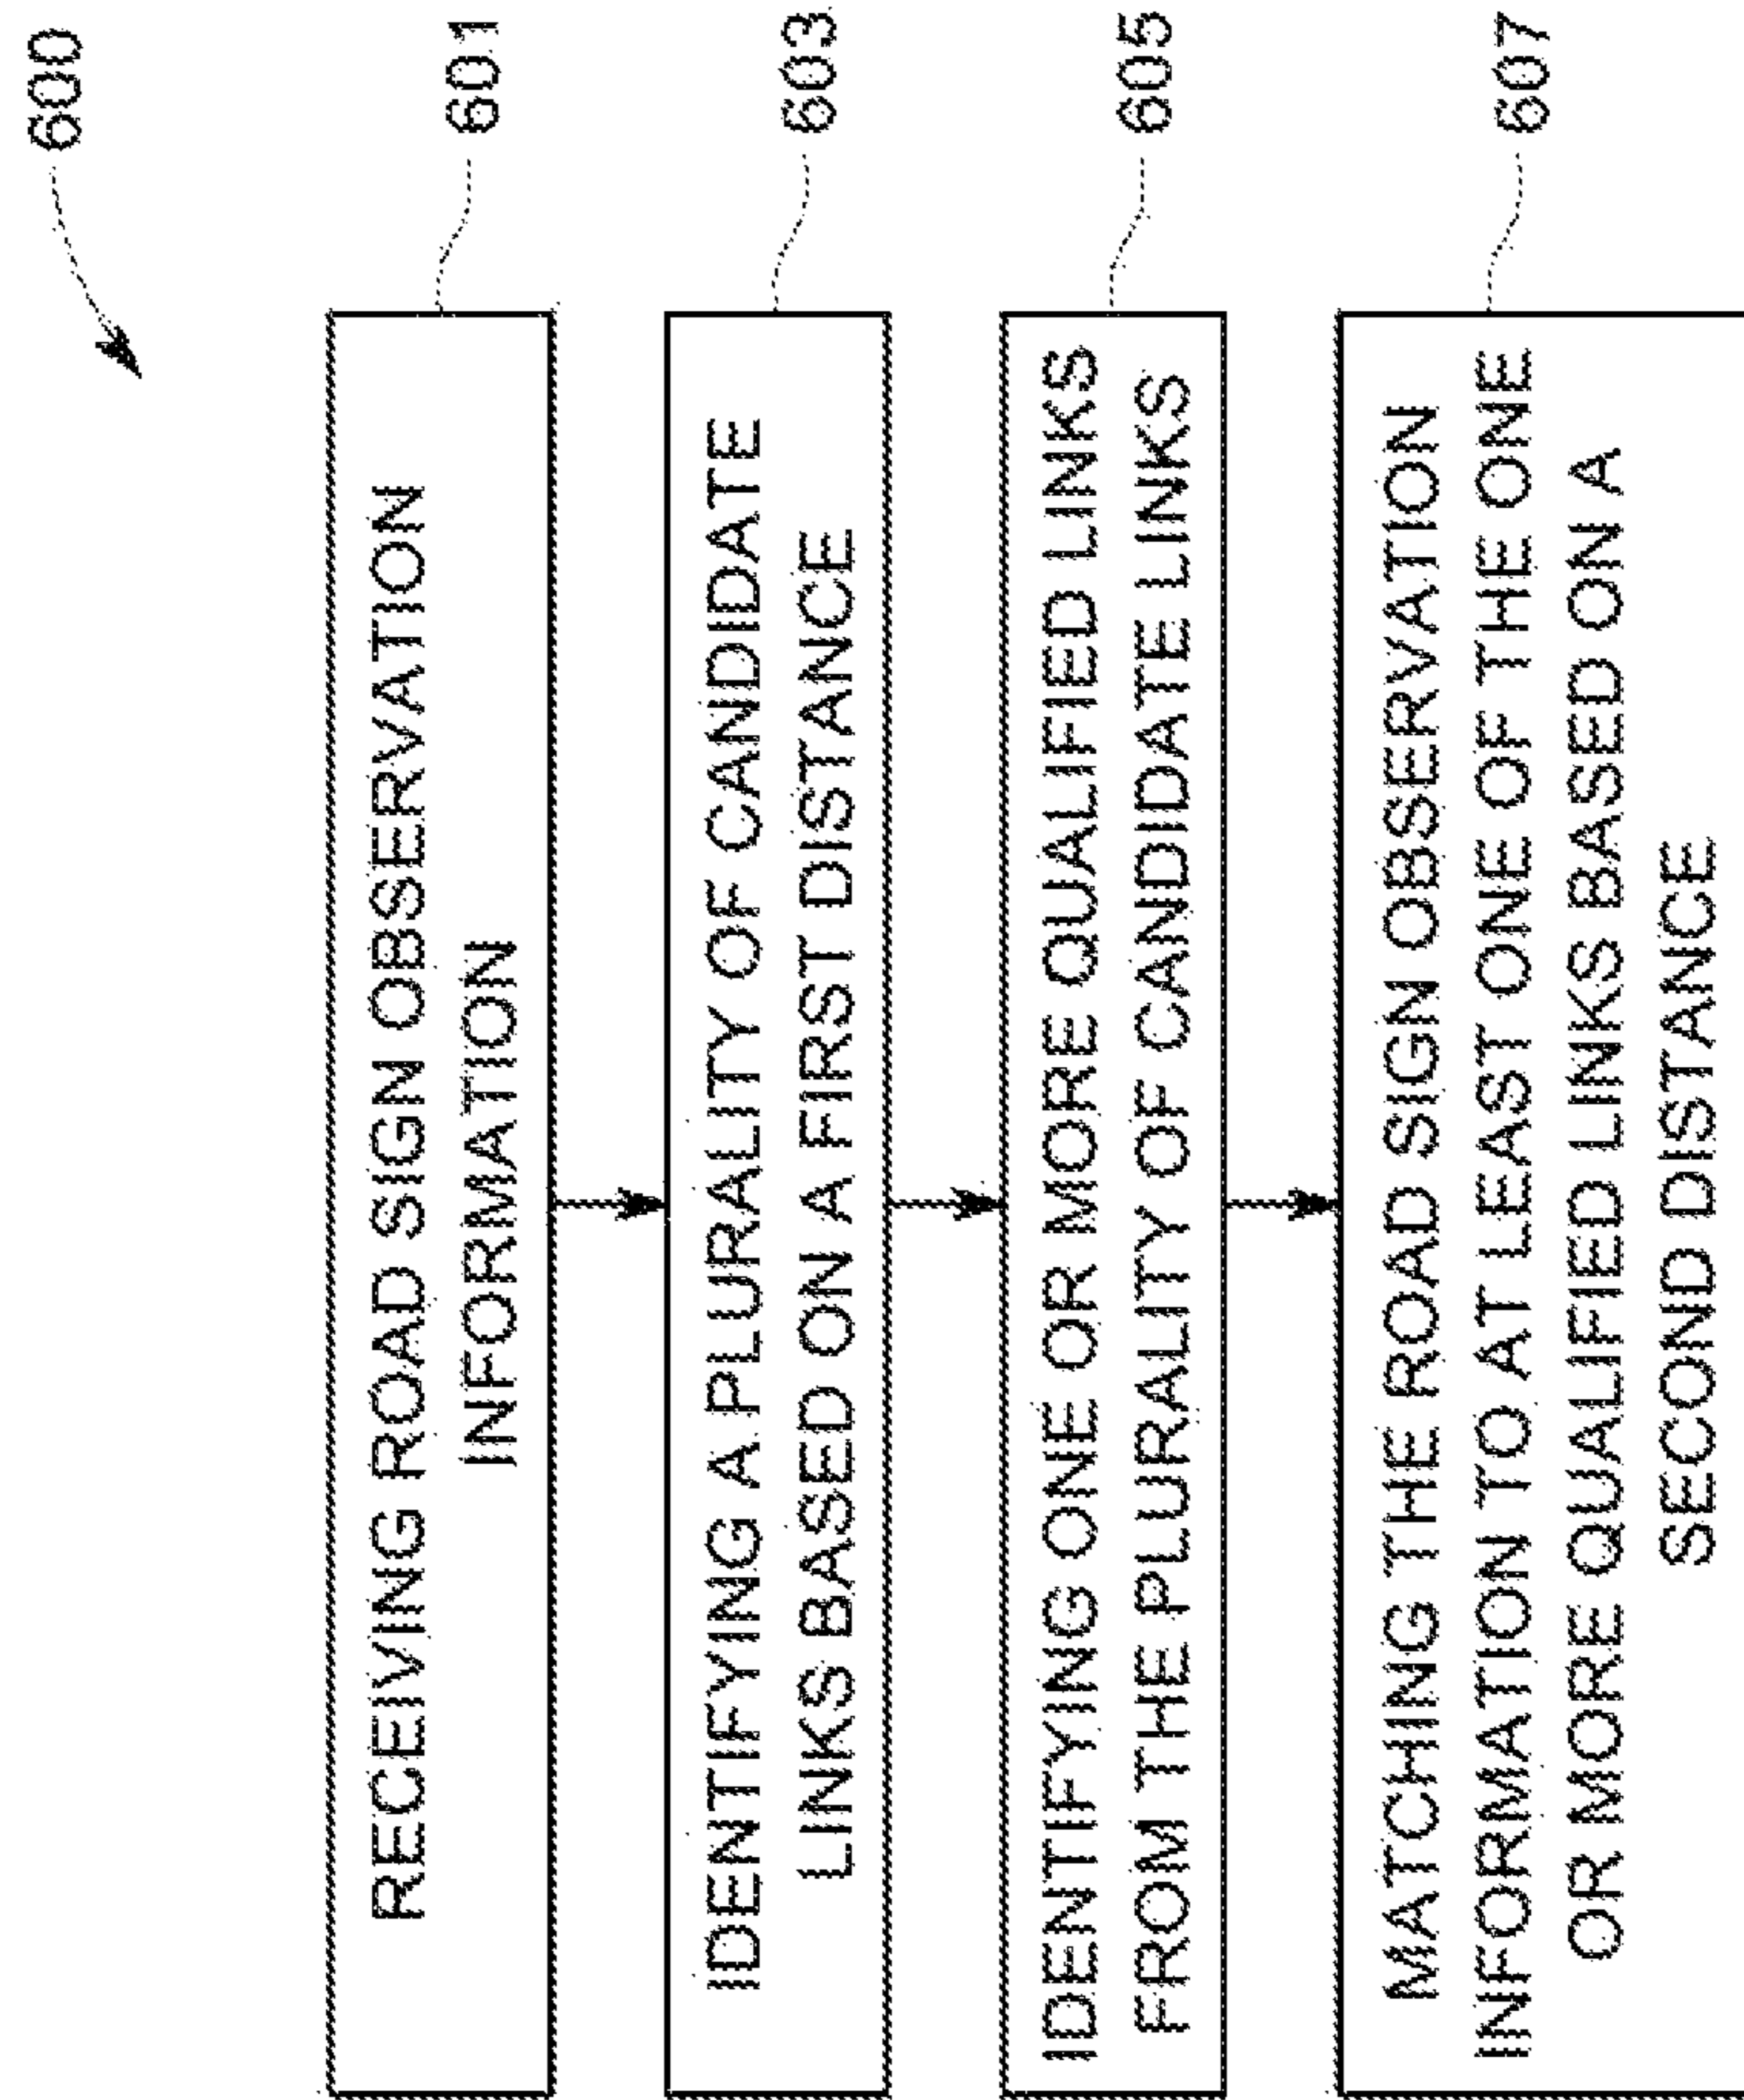 600
RECEIVING ROAD SIGN OBSERVATION
INFORMATION
601
IDENTIFYING A PLURALITY OF CANDIDATE
LINKS BASED ON A FIRST DISTANCE
603
IDENTIFYING ONE OR MORE QUALIFIED LINKS
FROM THE PLURALITY OF CANDIDATE LINKS
605
MATCHING THE ROAD SIGN OBSERVATION
INFORMATION TO AT LEAST ONE OF THE ONE
OR MORE QUALIFIED LINKS BASED ON A
SECOND DISTANCE
607